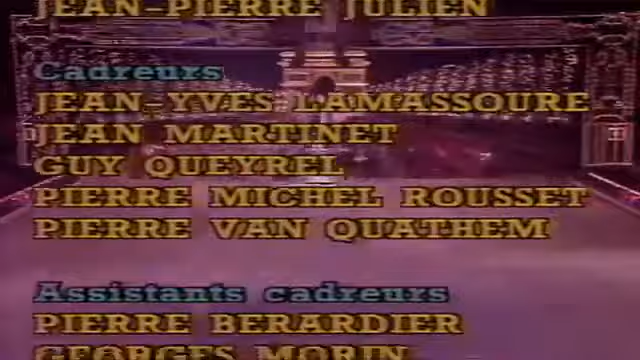 JEAN-PIERRE JULIEN
Cadreurs
JEAN-YVES LAMASSOURE
JEAN MARTINET
GUY QUEYREL
PIERRE MICHEL ROUSSET
PIERRE VAN QUATHEM
Assistants cadreurs
PIERRE BERARDIER
GEORGES MORIN